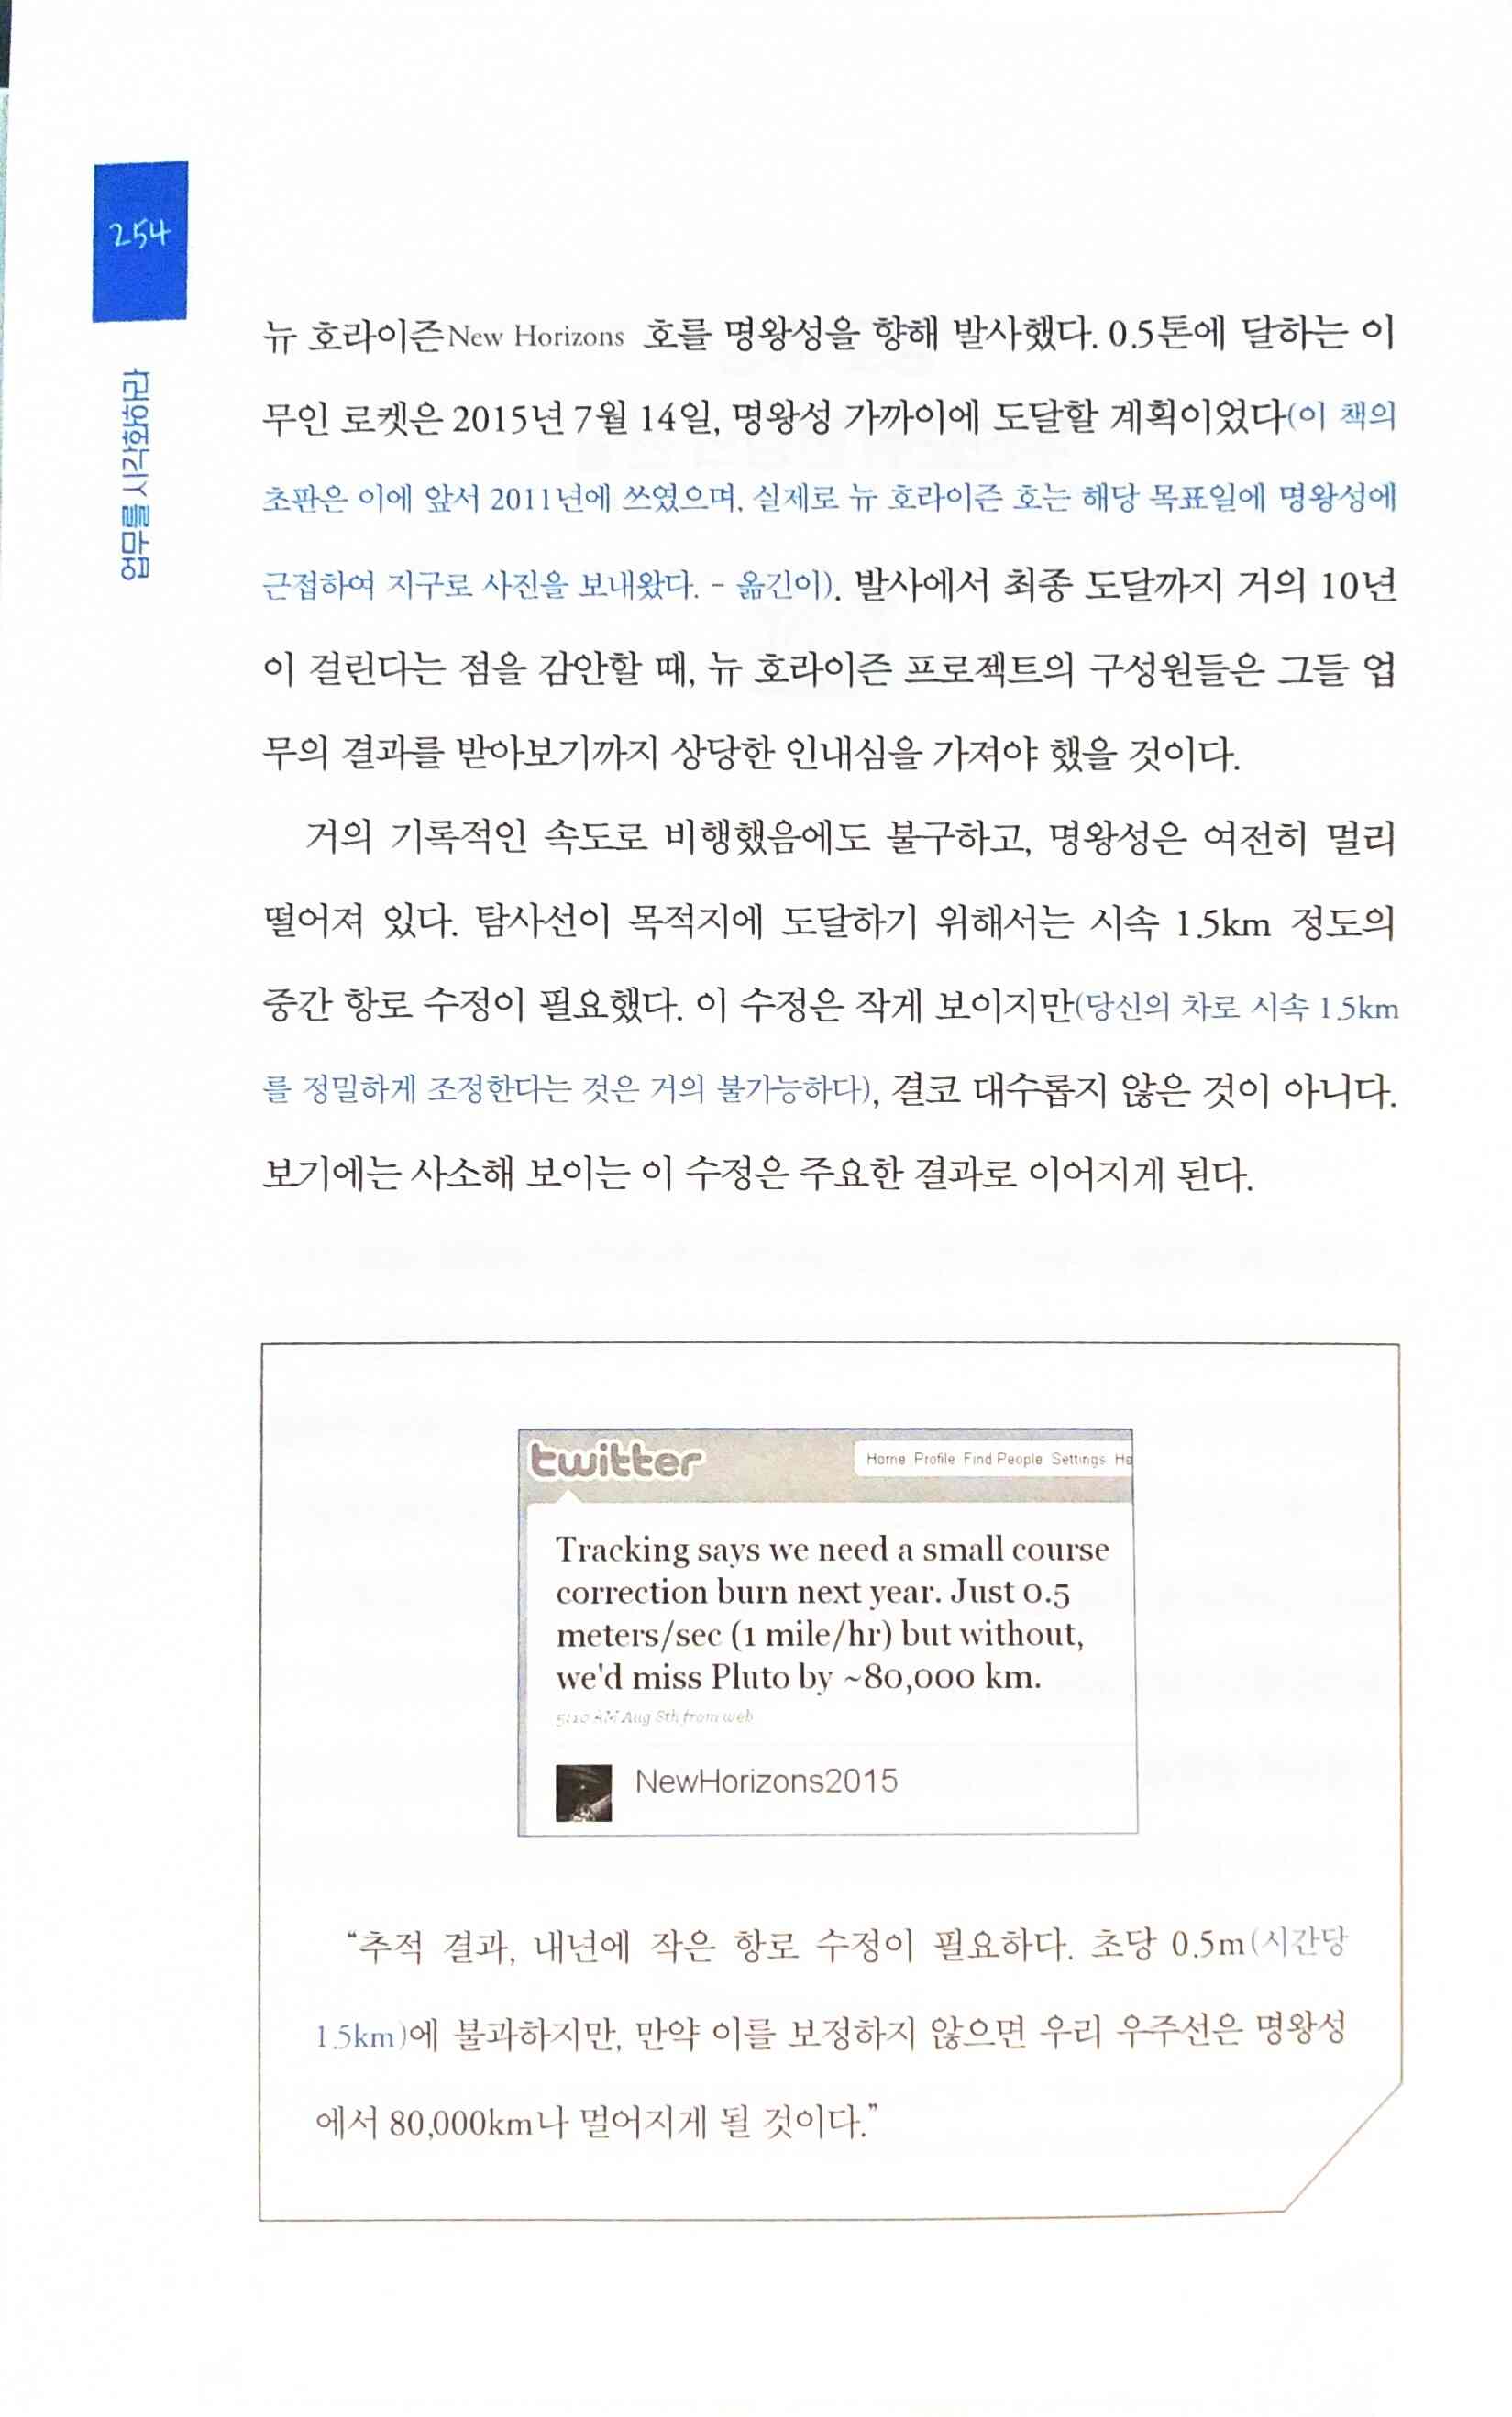 254
업무를 시각화하라
뉴 호라이즌New Horizons 호를 명왕성을 향해 발사했다. 0.5톤에 달하는 이
무인 로켓은 2015년 7월 14일, 명왕성 가까이에 도달할 계획이었다(이 책의
초판은 이에 앞서 2011년에 쓰였으며, 실제로 뉴 호라이즌 호는 해당 목표일에 명왕성에
근접하여 지구로 사진을 보내왔다. - 옮긴이). 발사에서 최종 도달까지 거의 10년
이 걸린다는 점을 감안할 때, 뉴 호라이즌 프로젝트의 구성원들은 그들 업
무의 결과를 받아보기까지 상당한 인내심을 가져야 했을 것이다.
거의 기록적인 속도로 비행했음에도 불구하고, 명왕성은 여전히 멀리
떨어져 있다. 탐사선이 목적지에 도달하기 위해서는 시속 1.5km 정도의
중간 항로 수정이 필요했다. 이 수정은 작게 보이지만(당신의 차로 시속 1.5km
를 정밀하게 조정한다는 것은 거의 불가능하다), 결코 대수롭지 않은 것이 아니다.
보기에는 사소해 보이는 이 수정은 주요한 결과로 이어지게 된다.
twitter
Home Profile Find People Settings He
Tracking says we need a small course
correction burn next year. Just 0.5
meters/sec (1 mile/hr) but without,
we'd miss Pluto by ~80,000 km.
5:10 AM Aug 8th from web
NewHorizons2015
“추적 결과, 내년에 작은 항로 수정이 필요하다. 초당 0.5m(시간당
1.5km)에 불과하지만, 만약 이를 보정하지 않으면 우리 우주선은 명왕성
에서 80,000km나 멀어지게 될 것이다.”